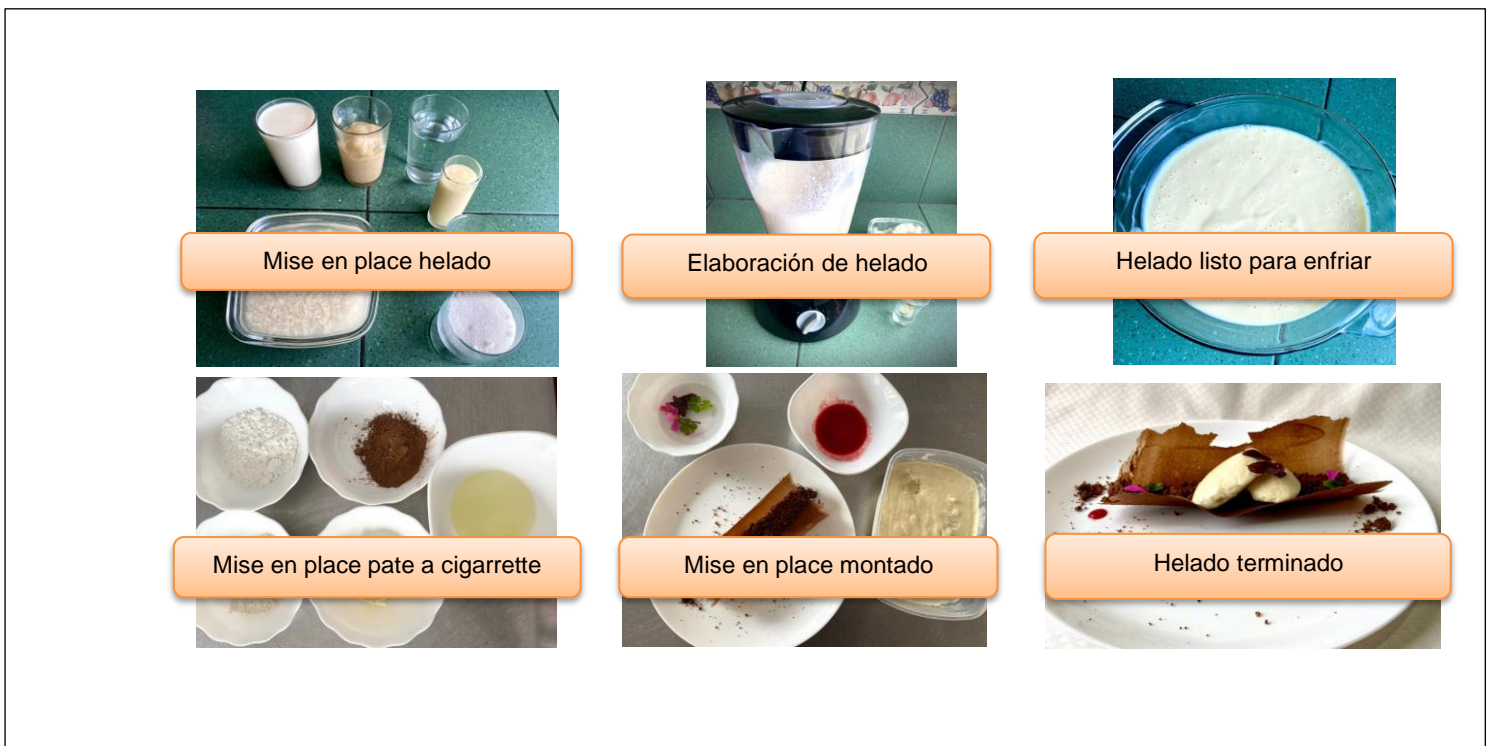 Mise en place helado
Elaboración de helado
Helado listo para enfriar
Mise en place pate a cigarrette
Mise en place montado
Helado terminado